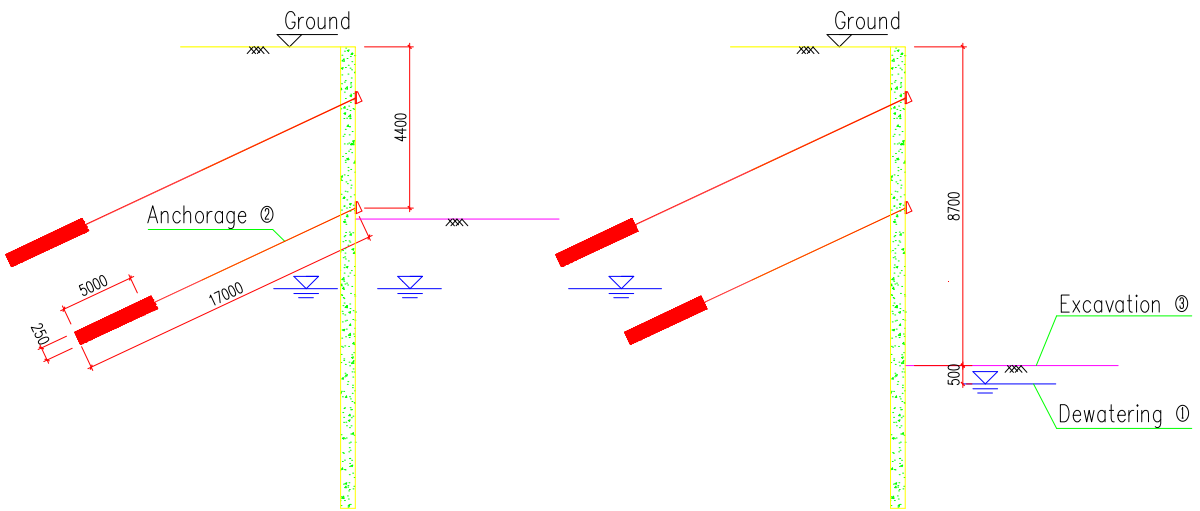 Ground
4400
Anchorage ②
5000
17000
250
Ground
8700
Excavation ③
500
Dewatering ①